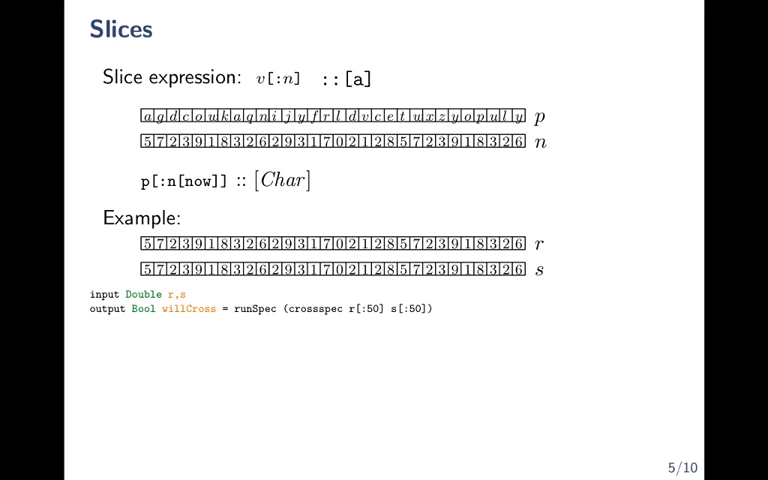 Slices
Slice expression: v[:n] ::[a]
a g d c o u k a q n i j y f r l d v c e t u x z y o p u l y p
5 7 2 3 9 1 8 3 2 6 2 9 3 1 7 0 2 1 2 8 5 7 2 3 9 1 8 3 2 6 n
p[:n[now]] :: [Char]
Example:
5 7 2 3 9 1 8 3 2 6 2 9 3 1 7 0 2 1 2 8 5 7 2 3 9 1 8 3 2 6 r
5 7 2 3 9 1 8 3 2 6 2 9 3 1 7 0 2 1 2 8 5 7 2 3 9 1 8 3 2 6 s
input Double r,s
output Bool willCross = runSpec (crossspec r[:50] s[:50])
5/10